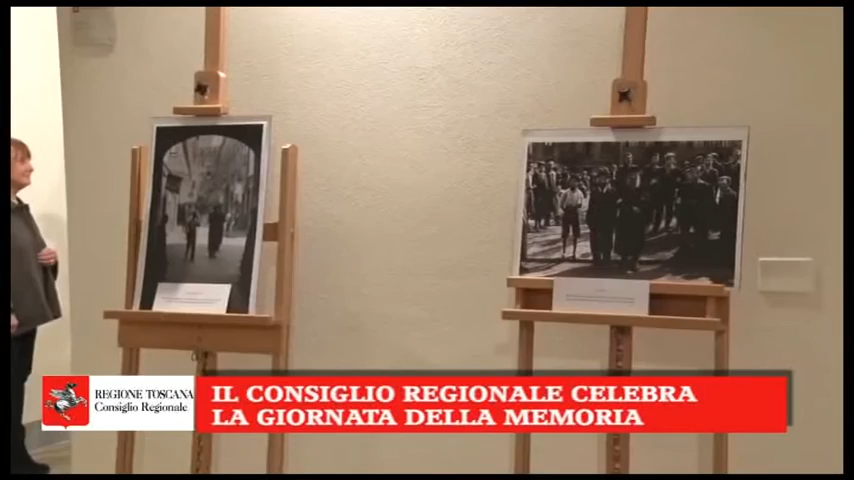 REGIONE TOSCANA
Consiglio Regionale
IL CONSIGLIO REGIONALE CELEBRA
LA GIORNATA DELLA MEMORIA